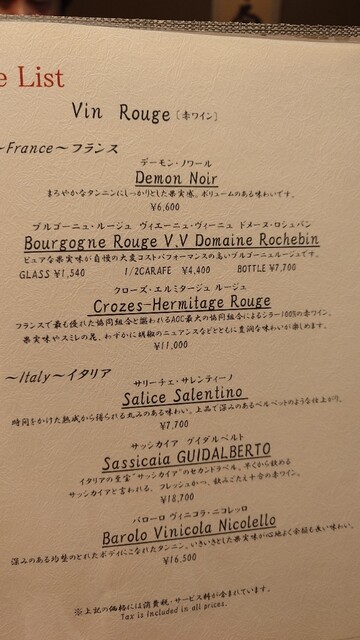 e List
Vin Rouge [赤ワイン]
～France～フランス
デーモン・ノワール
Demon Noir
まろやかなタンニンにしっかりとした果実感。ボリュームのある味わいです。
¥6,600
ブルゴーニュ・ルージュ ヴィエーニュ・ヴィーニュ ドメーヌ・ロシュバン
Bourgogne Rouge V.V Domaine Rochebin
ピュアな果実感が自慢の大変コストパフォーマンスの高いブルゴーニュルージュです。
GLASS ¥1,540 1/2CARAFE ¥4,400 BOTTLE ¥7,700
クローズ・エルミタージュ ルージュ
Crozes-Hermitage Rouge
フランスで最も優れた協同組合と謳われるAOC最大の協同組合によるシラー100%の赤ワイン。
果実味やスミレの花、わずかに胡椒のニュアンスなどとともに豊潤な味わいが楽しめます。
¥11,000
～Italy～イタリア
サリーチェ・サレンティーノ
Salice Salentino
時間をかけた熟成から得られる丸みのある味わい。上品で深みのあるベルベットのような仕上がり。
¥7,700
サッシカイア グイダルベルト
Sassicaia GUIDALBERTO
イタリアの至宝"サッシカイア"のセカンドラベル。早くから飲める
サッシカイアと言われる、フレッシュかつ、飲みごたえ十分の赤ワイン。
¥18,700
バローロ ヴィニコラ・ニコレッロ
Barolo Vinicola Nicolello
深みのある均整のとれたボディにこなれたタンニン。いきいきとした果実味が心地よく余韻も長い味わい。
¥16,500
※上記の価格には消費税・サービス料が含まれています。
Tax is included in all prices.